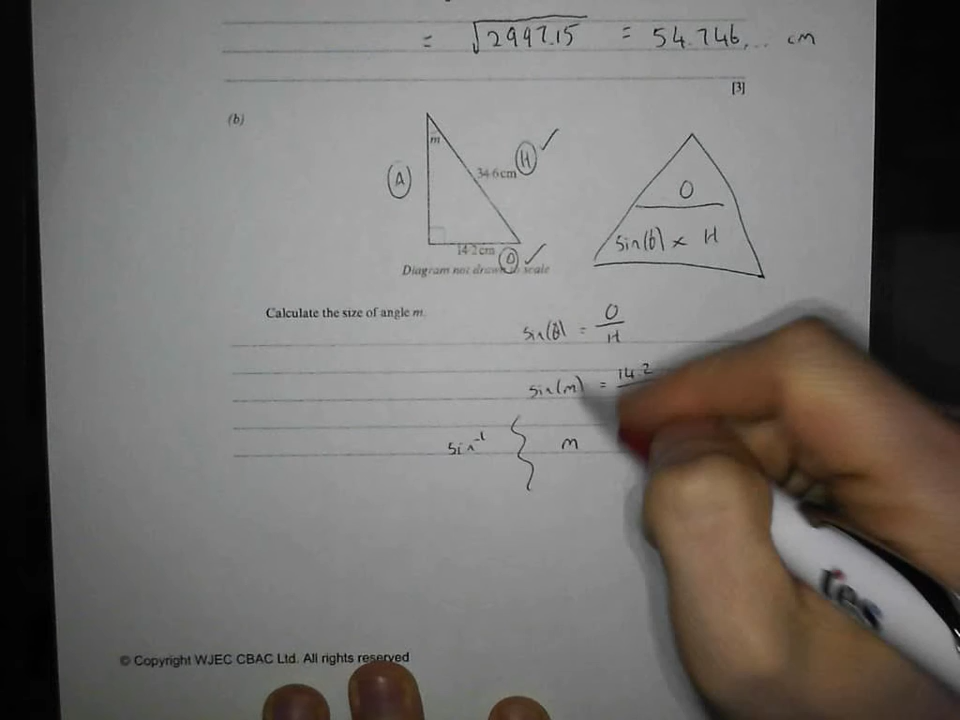 = √2997.15 = 54.746... cm
[3]
(b)
m
A
34·6cm H ✓
14·2cm O ✓
Diagram not drawn to scale
O
sin(θ) × H
Calculate the size of angle m.
sin(θ) = O/H
sin(m) = 14.2
sin⁻¹ { m
tes
© Copyright WJEC CBAC Ltd. All rights reserved